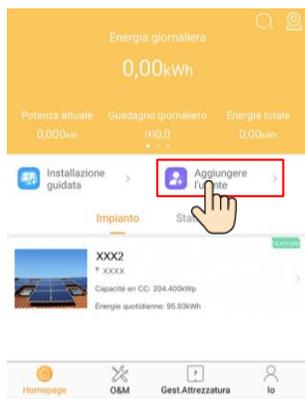 Energia giornaliera
0,00kWh
Potenza attuale Guadagno giornaliero Energia totale
0,000kW (€)0,0 0,00kWh
Installazione guidata
Aggiungere l'utente
Impianto Stat
Normale
XXX2
XXXX
Capacité en CC: 204.400kWp
Énergie quotidienne: 95.93kWh
Homepage O&M Gest.Attrezzatura Io